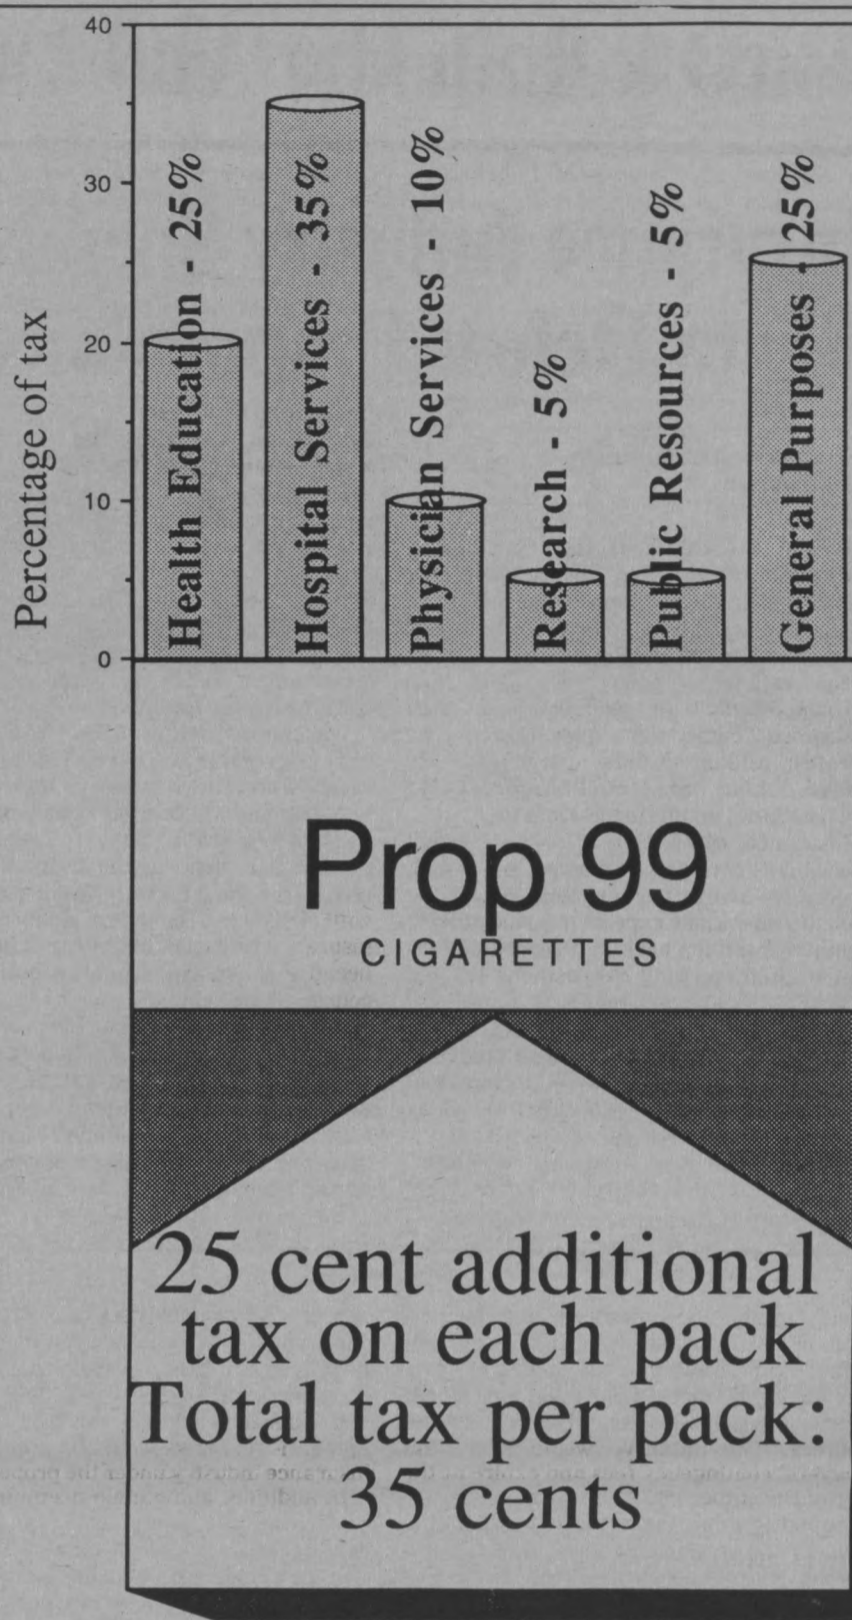 40
30
20
10
0
Percentage of tax
Health Education - 25%
Hospital Services - 35%
Physician Services - 10%
Research - 5%
Public Resources - 5%
General Purposes - 25%
Prop 99
CIGARETTES
25 cent additional
tax on each pack
Total tax per pack:
35 cents